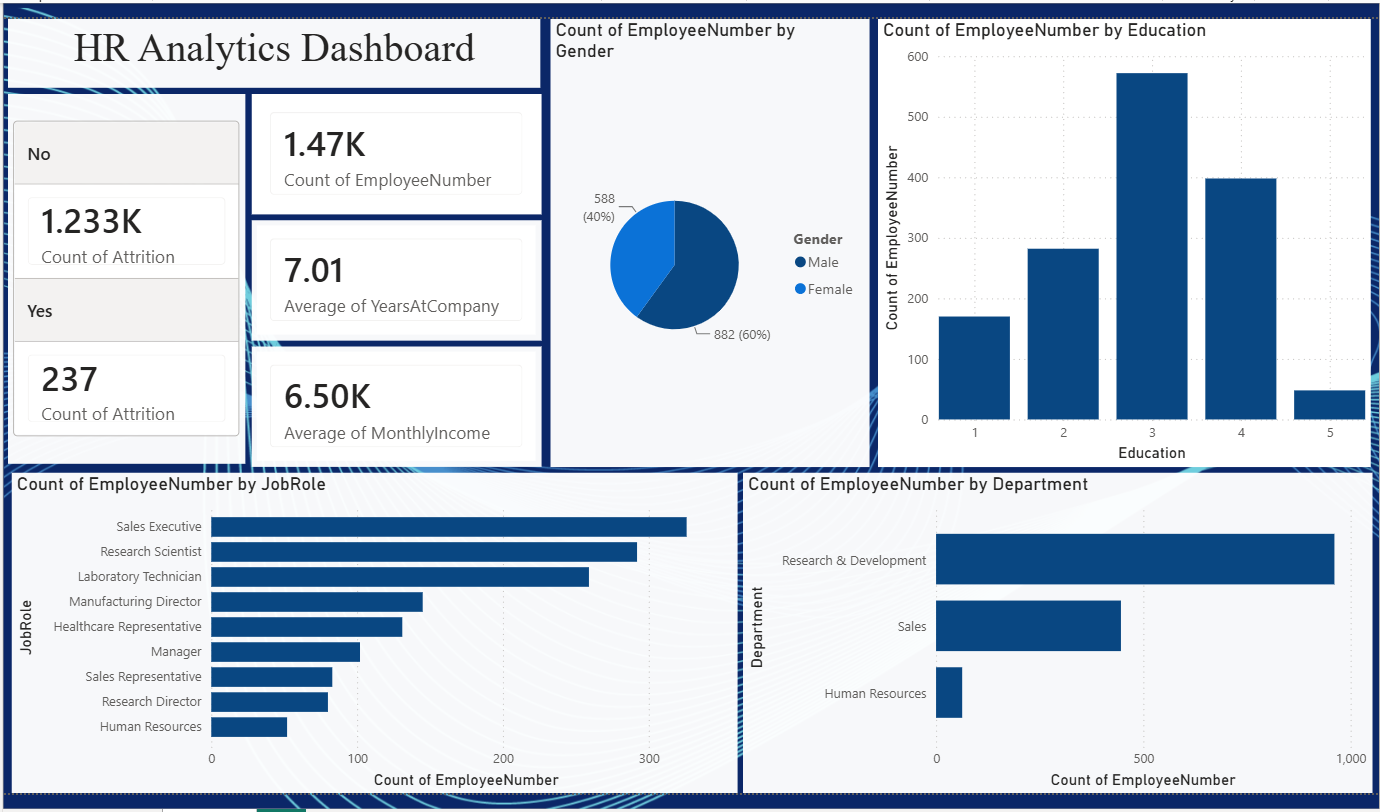 HR Analytics Dashboard
No
1.233K
Count of Attrition
Yes
237
Count of Attrition
1.47K
Count of EmployeeNumber
7.01
Average of YearsAtCompany
6.50K
Average of MonthlyIncome
Count of EmployeeNumber by
Gender
588
(40%)
882 (60%)
Gender
Male
Female
Count of EmployeeNumber by Education
Count of EmployeeNumber
600
500
400
300
200
100
0
1 2 3 4 5
Education
Count of EmployeeNumber by JobRole
JobRole
Sales Executive
Research Scientist
Laboratory Technician
Manufacturing Director
Healthcare Representative
Manager
Sales Representative
Research Director
Human Resources
0 100 200 300
Count of EmployeeNumber
Count of EmployeeNumber by Department
Department
Research & Development
Sales
Human Resources
0 500 1,000
Count of EmployeeNumber